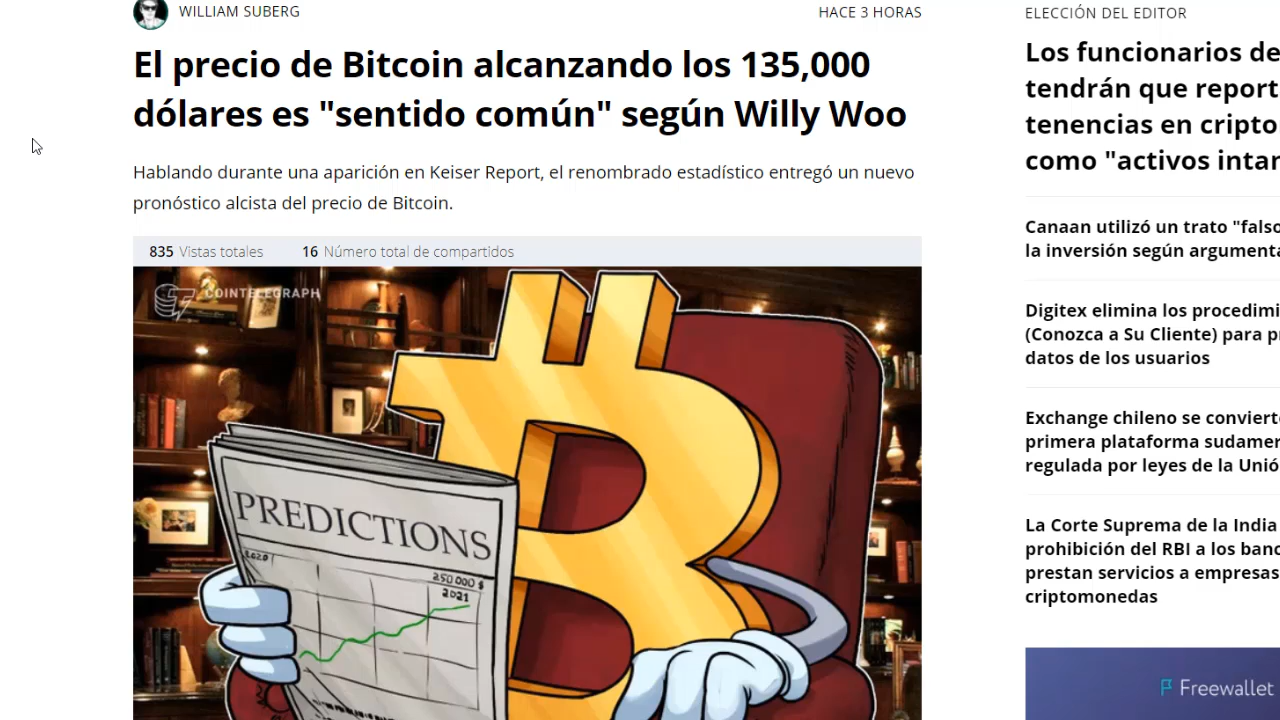 WILLIAM SUBERG
HACE 3 HORAS
El precio de Bitcoin alcanzando los 135,000
dólares es "sentido común" según Willy Woo
Hablando durante una aparición en Keiser Report, el renombrado estadístico entregó un nuevo
pronóstico alcista del precio de Bitcoin.
835 Vistas totales 16 Número total de compartidos
COINTELEGRAPH
PREDICTIONS
2020
250 000 $
2021
ELECCIÓN DEL EDITOR
Los funcionarios de
tendrán que report
tenencias en cripto
como "activos intan
Canaan utilizó un trato "falso
la inversión según argumenta
Digitex elimina los procedimi
(Conozca a Su Cliente) para p
datos de los usuarios
Exchange chileno se convierte
primera plataforma sudamer
regulada por leyes de la Unió
La Corte Suprema de la India
prohibición del RBI a los banc
prestan servicios a empresas
criptomonedas
Freewallet